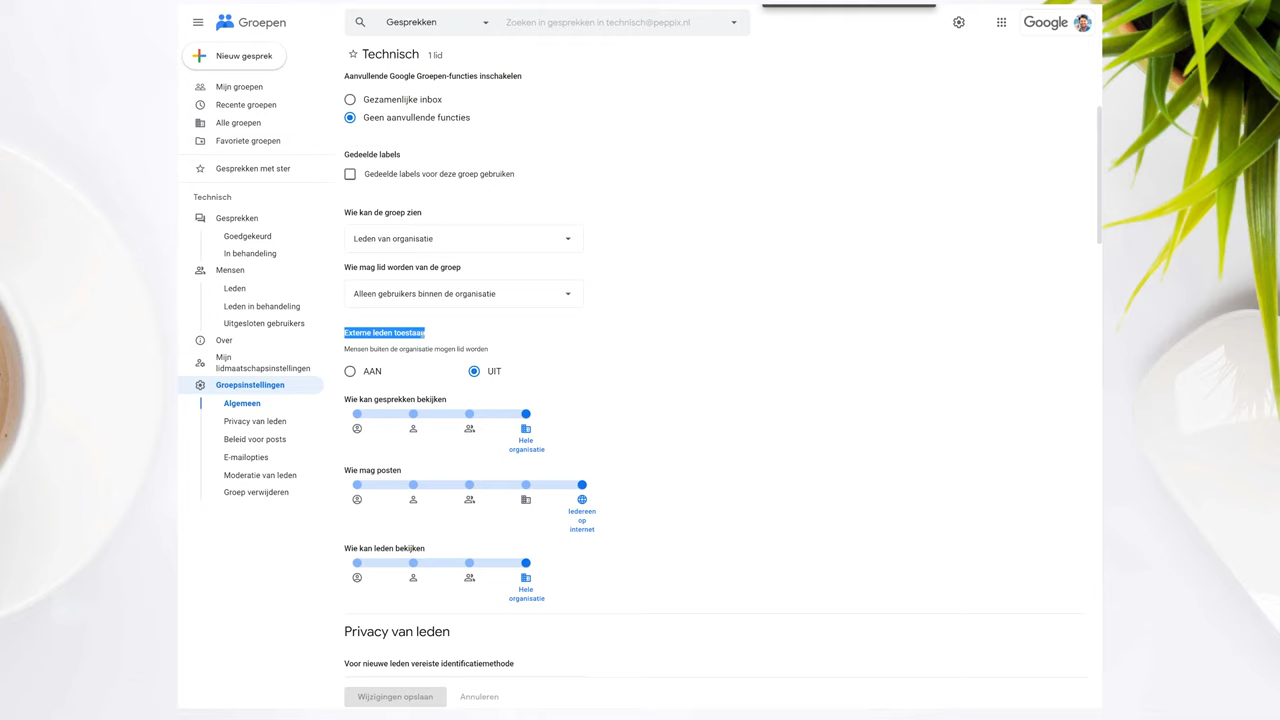 Groepen
Gesprekken
Zoeken in gesprekken in technisch@peppix.nl
Google
Nieuw gesprek
Mijn groepen
Recente groepen
Alle groepen
Favoriete groepen
Gesprekken met ster
Technisch
Gesprekken
Goedgekeurd
In behandeling
Mensen
Leden
Leden in behandeling
Uitgesloten gebruikers
Over
Mijn
lidmaatschapsinstellingen
Groepsinstellingen
Algemeen
Privacy van leden
Beleid voor posts
E-mailopties
Moderatie van leden
Groep verwijderen
Technisch 1 lid
Aanvullende Google Groepen-functies inschakelen
Gezamenlijke inbox
Geen aanvullende functies
Gedeelde labels
Gedeelde labels voor deze groep gebruiken
Wie kan de groep zien
Leden van organisatie
Wie mag lid worden van de groep
Alleen gebruikers binnen de organisatie
Externe leden toestaan
Mensen buiten de organisatie mogen lid worden
AAN UIT
Wie kan gesprekken bekijken
Hele
organisatie
Wie mag posten
Iedereen
op
internet
Wie kan leden bekijken
Hele
organisatie
Privacy van leden
Voor nieuwe leden vereiste identificatiemethode
Wijzigingen opslaan Annuleren